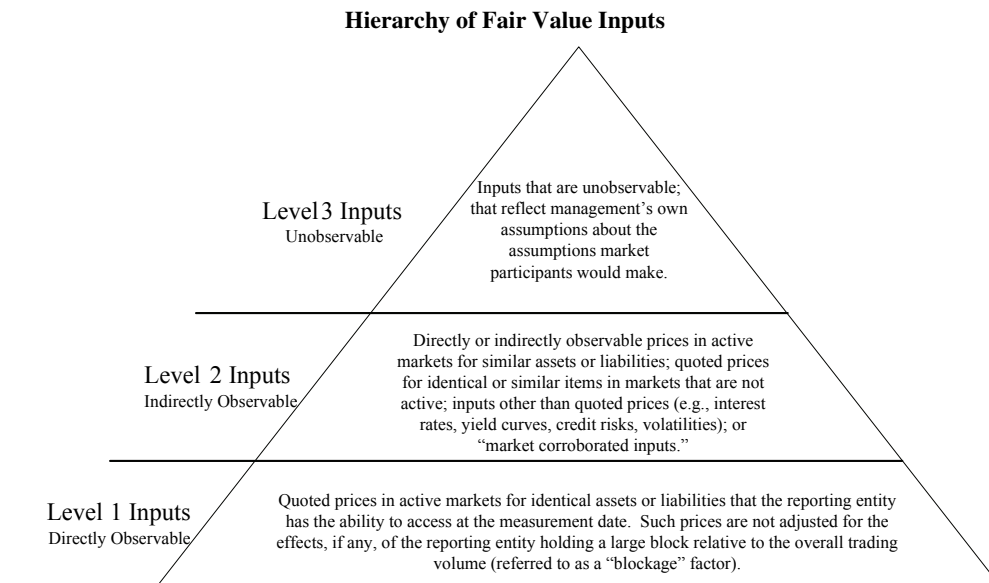 Hierarchy of Fair Value Inputs
Level 3 Inputs
Unobservable
Inputs that are unobservable;
that reflect management’s own
assumptions about the
assumptions market
participants would make.
Level 2 Inputs
Indirectly Observable
Directly or indirectly observable prices in active
markets for similar assets or liabilities; quoted prices
for identical or similar items in markets that are not
active; inputs other than quoted prices (e.g., interest
rates, yield curves, credit risks, volatilities); or
“market corroborated inputs.”
Level 1 Inputs
Directly Observable
Quoted prices in active markets for identical assets or liabilities that the reporting entity
has the ability to access at the measurement date.  Such prices are not adjusted for the
effects, if any, of the reporting entity holding a large block relative to the overall trading
volume (referred to as a “blockage” factor).